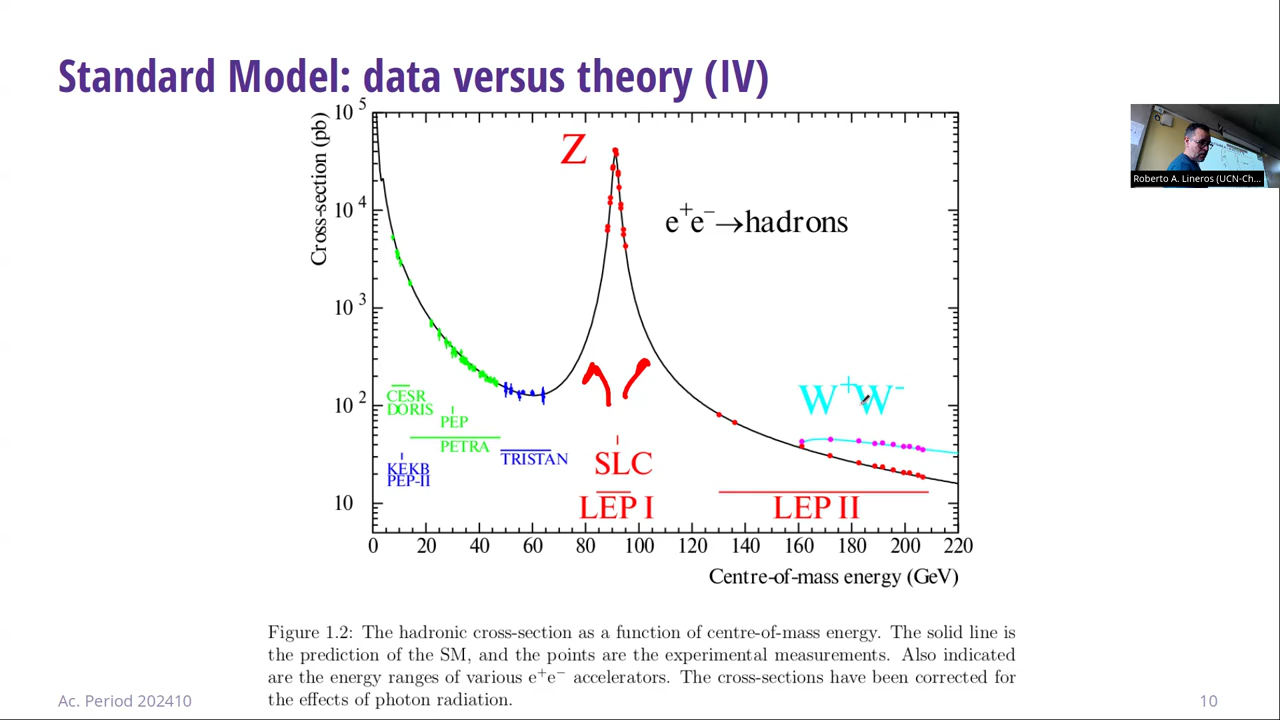 Standard Model: data versus theory (IV)
Cross-section (pb)
10^5
10^4
10^3
10^2
10
Z
e^+e^-→hadrons
Roberto A. Lineros (UCN-Ch...
CESR
DORIS
PEP
PETRA
KEKB
PEP-II
TRISTAN
SLC
LEP I
W^+W^-
LEP II
0 20 40 60 80 100 120 140 160 180 200 220
Centre-of-mass energy (GeV)
Figure 1.2: The hadronic cross-section as a function of centre-of-mass energy. The solid line is
the prediction of the SM, and the points are the experimental measurements. Also indicated
are the energy ranges of various e^+e^- accelerators. The cross-sections have been corrected for
the effects of photon radiation.
Ac. Period 202410
10